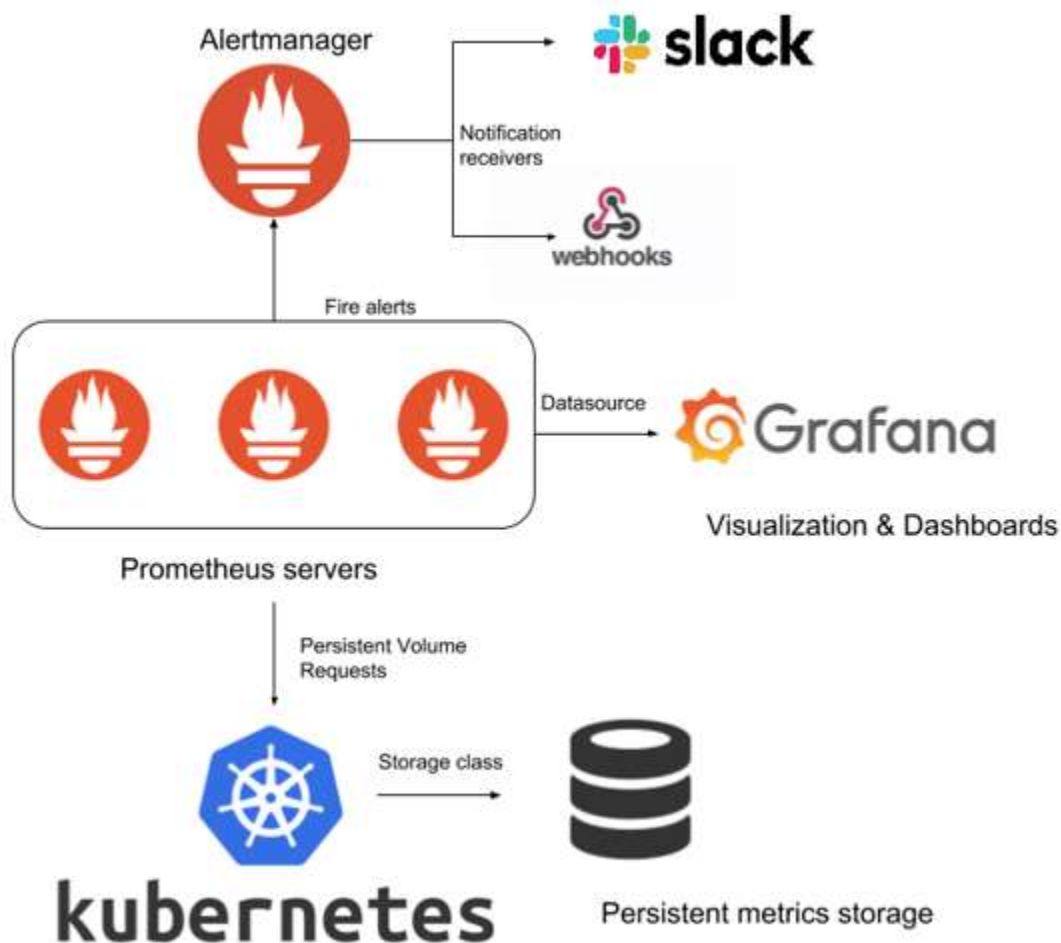 Alertmanager
slack
Notification
receivers
webhooks
Fire alerts
Datasource
Grafana
Visualization & Dashboards
Prometheus servers
Persistent Volume
Requests
Storage class
kubernetes
Persistent metrics storage